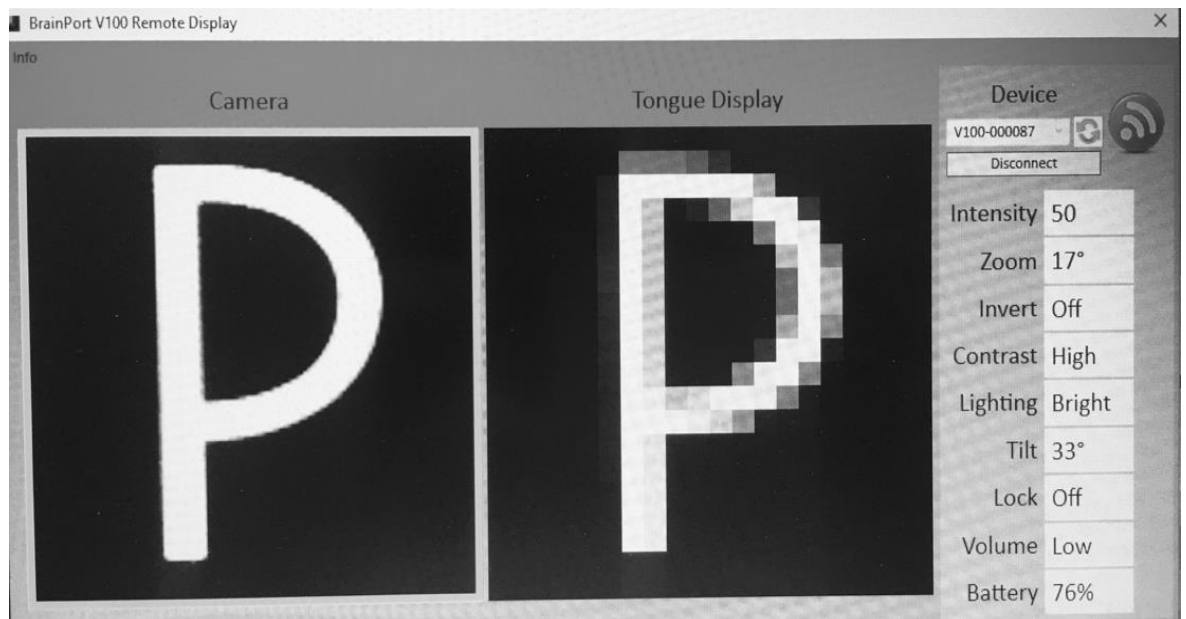 BrainPort V100 Remote Display
Info
Camera
Tongue Display
P
P
Device
V100-000087
Disconnect
Intensity 50
Zoom 17°
Invert Off
Contrast High
Lighting Bright
Tilt 33°
Lock Off
Volume Low
Battery 76%